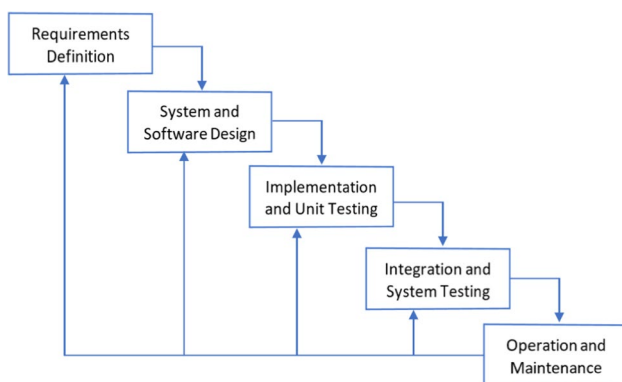 Requirements
Definition
System and
Software Design
Implementation
and Unit Testing
Integration and
System Testing
Operation and
Maintenance